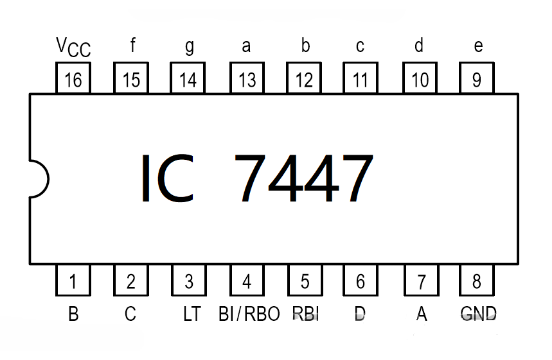 VCC f g a b c d e
16 15 14 13 12 11 10 9
IC 7447
1 2 3 4 5 6 7 8
B C LT BI/RBO RBI D A GND